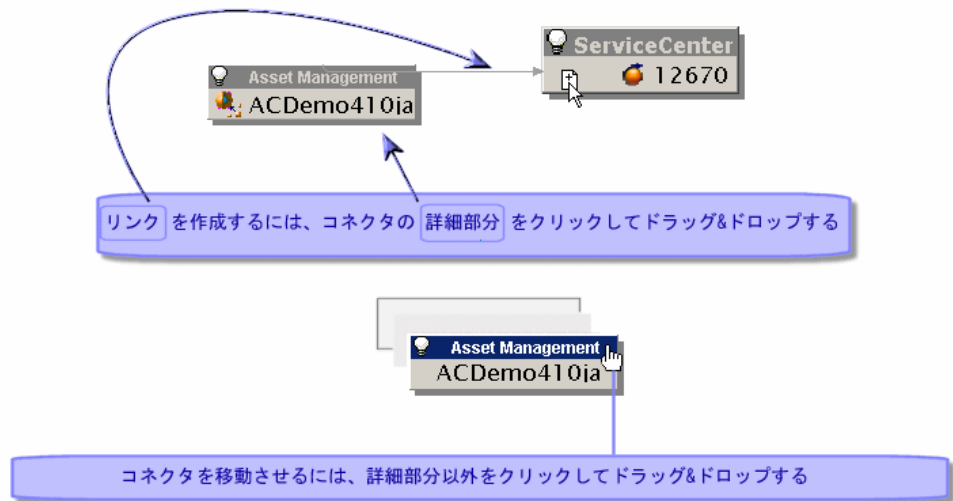 ServiceCenter
12670
Asset Management
ACDemo410ja
リンク を作成するには、コネクタの 詳細部分 をクリックしてドラッグ&ドロップする
Asset Management
ACDemo410ja
コネクタを移動させるには、詳細部分以外をクリックしてドラッグ&ドロップする